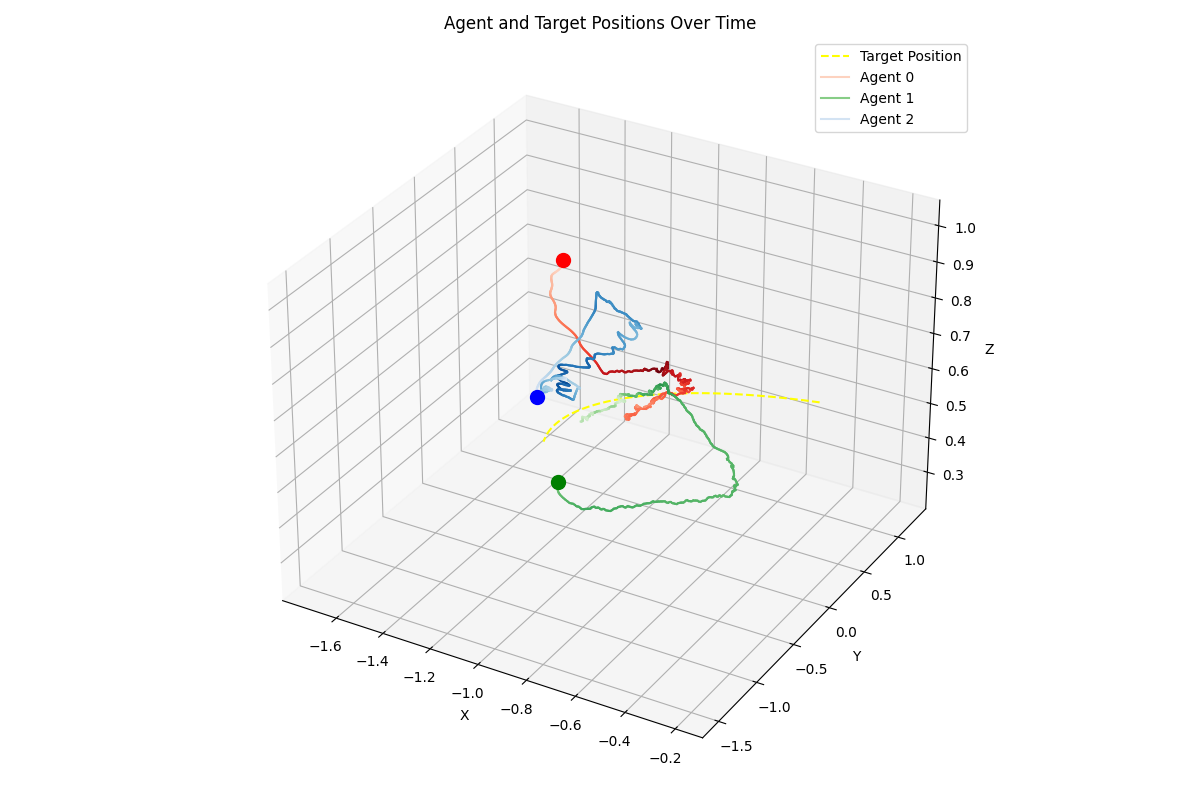 Agent and Target Positions Over Time
Target Position
Agent 0
Agent 1
Agent 2
1.0
0.9
0.8
0.7
Z
0.6
0.5
0.4
0.3
1.0
0.5
0.0
Y
−0.5
−1.0
−1.5
−1.6
−1.4
−1.2
−1.0
X
−0.8
−0.6
−0.4
−0.2